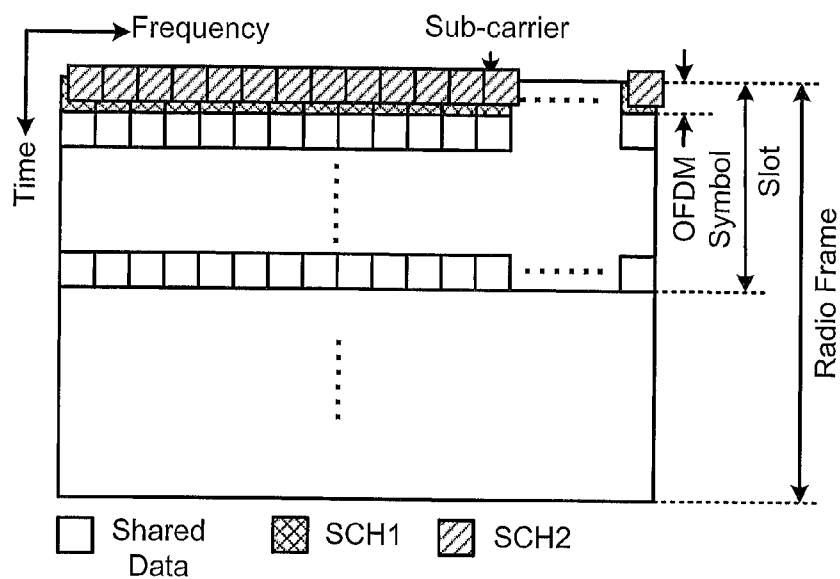 Frequency
Sub-carrier
Time
OFDM
Symbol
Slot
Radio Frame
Shared
Data
SCH1
SCH2